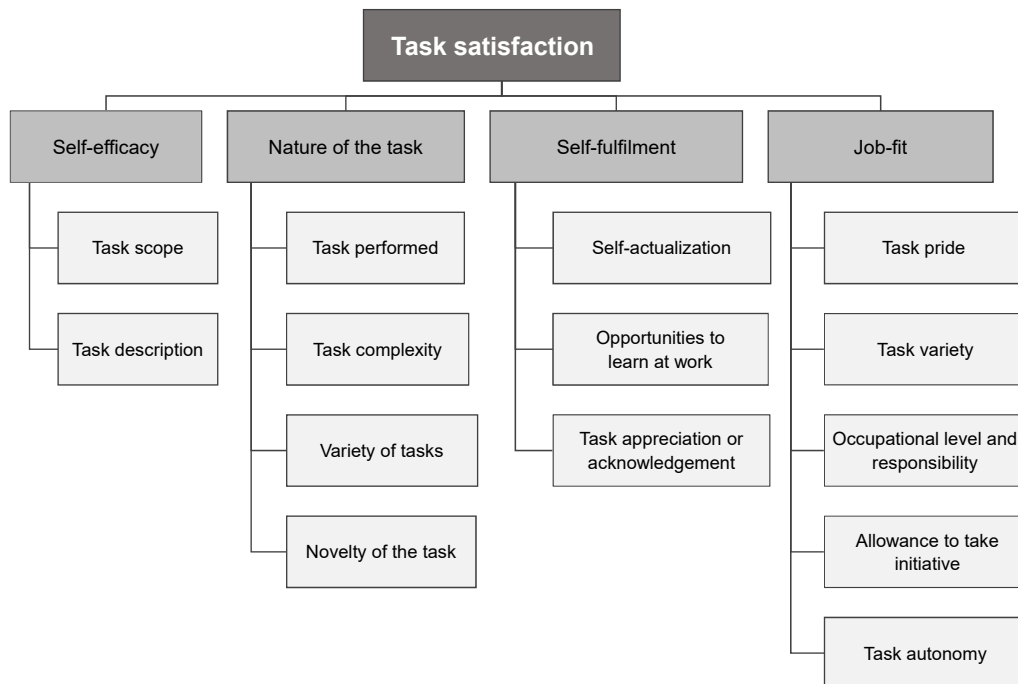 Task satisfaction
Self-efficacy
Nature of the task
Self-fulfilment
Job-fit
Task scope
Task performed
Self-actualization
Task pride
Task description
Task complexity
Opportunities to
learn at work
Task variety
Variety of tasks
Task appreciation or
acknowledgement
Occupational level and
responsibility
Novelty of the task
Allowance to take
initiative
Task autonomy